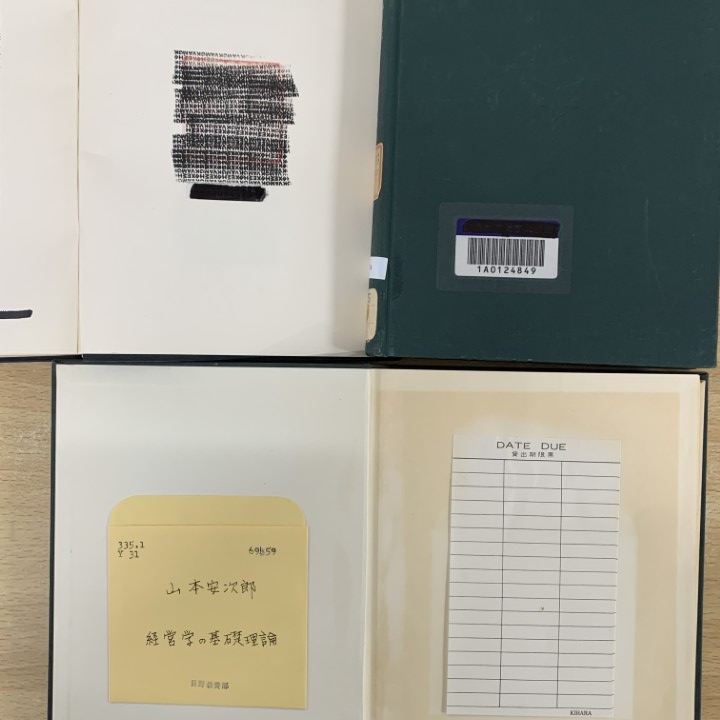 1A0124849
335.1
Y 31
69659
山本安次郎
経営学の基礎理論
DATE DUE
貸出期限票
KIHARA